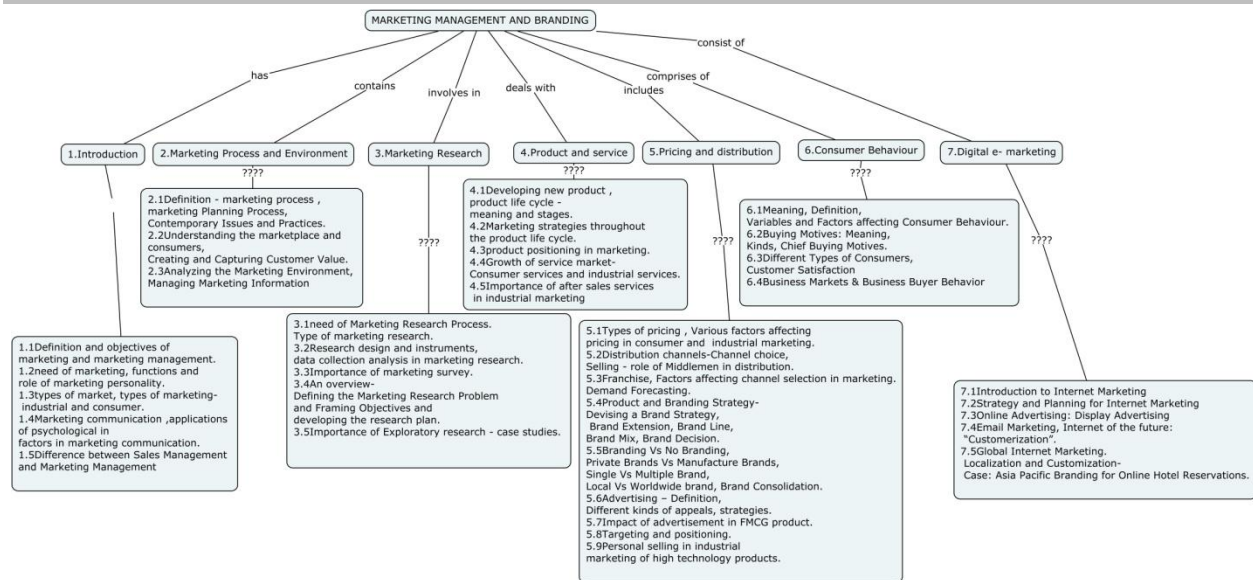 MARKETING MANAGEMENT AND BRANDING
has
contains
involves in
deals with
includes
comprises of
consist of
1.Introduction
2.Marketing Process and Environment
3.Marketing Research
4.Product and service
5.Pricing and distribution
6.Consumer Behaviour
7.Digital e- marketing
1.1Definition and objectives of
marketing and marketing management.
1.2need of marketing, functions and
role of marketing personality.
1.3types of market, types of marketing-
industrial and consumer.
1.4Marketing communication ,applications
of psychological in
factors in marketing communication.
1.5Difference between Sales Management
and Marketing Management
????
2.1Definition - marketing process ,
marketing Planning Process,
Contemporary Issues and Practices.
2.2Understanding the marketplace and
consumers,
Creating and Capturing Customer Value.
2.3Analyzing the Marketing Environment,
Managing Marketing Information
????
3.1need of Marketing Research Process.
Type of marketing research.
3.2Research design and instruments,
data collection analysis in marketing research.
3.3Importance of marketing survey.
3.4An overview-
Defining the Marketing Research Problem
and Framing Objectives and
developing the research plan.
3.5Importance of Exploratory research - case studies.
????
4.1Developing new product ,
product life cycle -
meaning and stages.
4.2Marketing strategies throughout
the product life cycle.
4.3product positioning in marketing.
4.4Growth of service market-
Consumer services and industrial services.
4.5Importance of after sales services
in industrial marketing
????
5.1Types of pricing , Various factors affecting
pricing in consumer and industrial marketing.
5.2Distribution channels-Channel choice,
Selling - role of Middlemen in distribution.
5.3Franchise, Factors affecting channel selection in marketing.
Demand Forecasting.
5.4Product and Branding Strategy-
Devising a Brand Strategy,
Brand Extension, Brand Line,
Brand Mix, Brand Decision.
5.5Branding Vs No Branding,
Private Brands Vs Manufacture Brands,
Single Vs Multiple Brand,
Local Vs Worldwide brand, Brand Consolidation.
5.6Advertising – Definition,
Different kinds of appeals, strategies.
5.7Impact of advertisement in FMCG product.
5.8Targeting and positioning.
5.9Personal selling in industrial
marketing of high technology products.
????
6.1Meaning, Definition,
Variables and Factors affecting Consumer Behaviour.
6.2Buying Motives: Meaning,
Kinds, Chief Buying Motives.
6.3Different Types of Consumers,
Customer Satisfaction
6.4Business Markets & Business Buyer Behavior
????
7.1Introduction to Internet Marketing
7.2Strategy and Planning for Internet Marketing
7.3Online Advertising: Display Advertising
7.4Email Marketing, Internet of the future:
“Customerization”.
7.5Global Internet Marketing.
Localization and Customization-
Case: Asia Pacific Branding for Online Hotel Reservations.